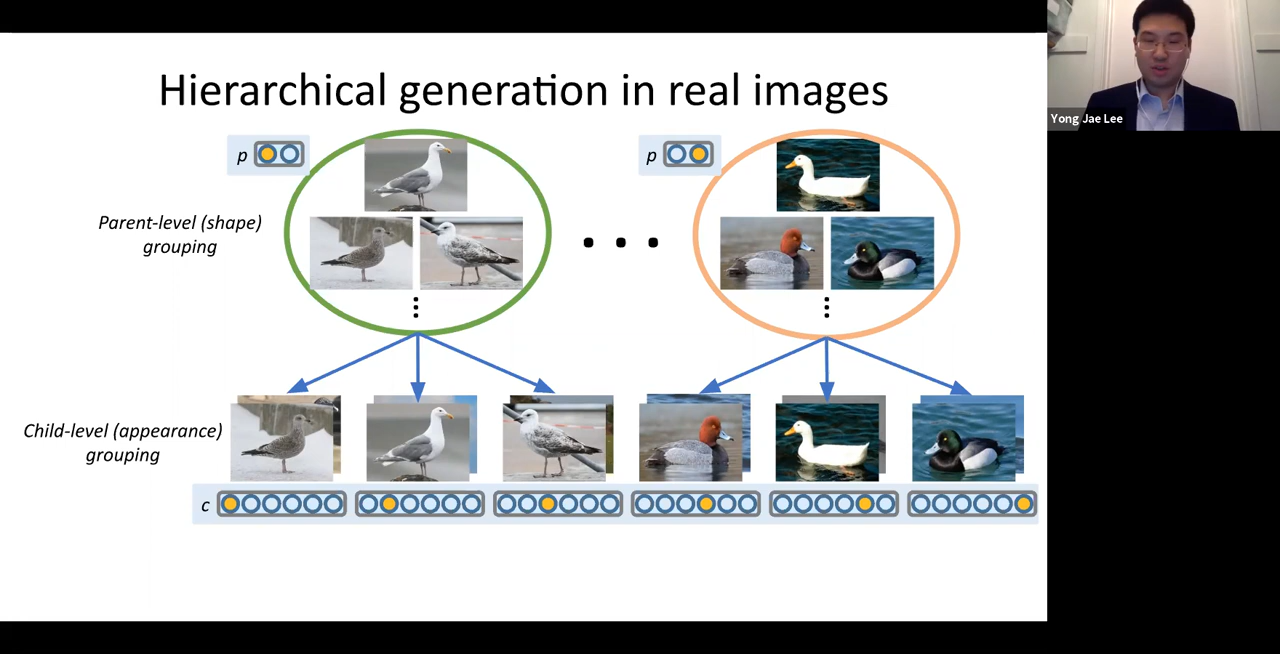 Hierarchical generation in real images
Yong Jae Lee
p
p
Parent-level (shape)
grouping
Child-level (appearance)
grouping
c